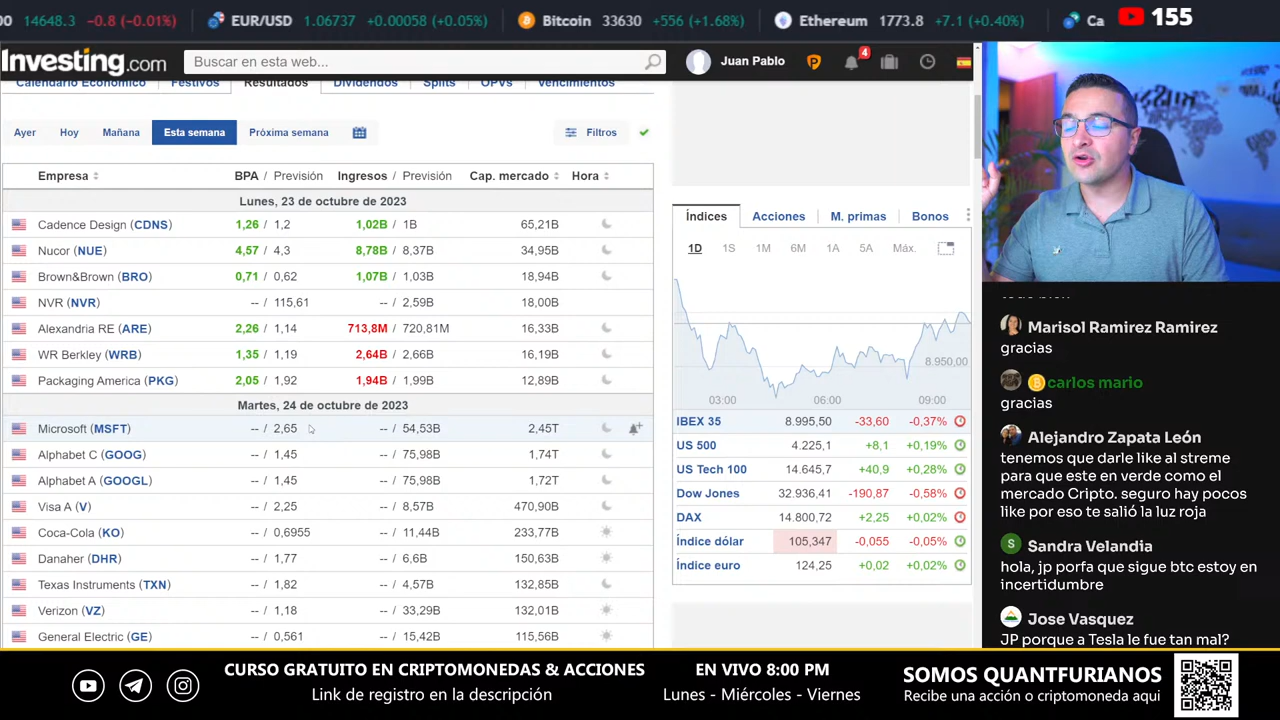 00 14648.3 -0.8 (-0.01%) EUR/USD 1.06737 +0.00058 (+0.05%) Bitcoin 33630 +556 (+1.68%) Ethereum 1773.8 +7.1 (+0.40%) Ca 155
Investing.com Buscar en esta web... Juan Pablo 4
Calendario Económico Festivos Resultados Dividendos Splits OPVs Vencimientos
Ayer Hoy Mañana Esta semana Próxima semana Filtros
Empresa BPA / Previsión Ingresos / Previsión Cap. mercado Hora
Lunes, 23 de octubre de 2023
Cadence Design (CDNS) 1,26 / 1,2 1,02B / 1B 65,21B
Nucor (NUE) 4,57 / 4,3 8,78B / 8,37B 34,95B
Brown&Brown (BRO) 0,71 / 0,62 1,07B / 1,03B 18,94B
NVR (NVR) -- / 115,61 -- / 2,59B 18,00B
Alexandria RE (ARE) 2,26 / 1,14 713,8M / 720,81M 16,33B
WR Berkley (WRB) 1,35 / 1,19 2,64B / 2,66B 16,19B
Packaging America (PKG) 2,05 / 1,92 1,94B / 1,99B 12,89B
Martes, 24 de octubre de 2023
Microsoft (MSFT) -- / 2,65 -- / 54,53B 2,45T
Alphabet C (GOOG) -- / 1,45 -- / 75,98B 1,74T
Alphabet A (GOOGL) -- / 1,45 -- / 75,98B 1,72T
Visa A (V) -- / 2,25 -- / 8,57B 470,90B
Coca-Cola (KO) -- / 0,6955 -- / 11,44B 233,77B
Danaher (DHR) -- / 1,77 -- / 6.6B 150,63B
Texas Instruments (TXN) -- / 1,82 -- / 4,57B 132,85B
Verizon (VZ) -- / 1,18 -- / 33,29B 132,01B
General Electric (GE) -- / 0,561 -- / 15,42B 115,56B
Índices Acciones M. primas Bonos
1D 1S 1M 6M 1A 5A Máx.
8.950,00
03:00 06:00 09:00
IBEX 35 8.995,50 -33,60 -0,37%
US 500 4.225,1 +8,1 +0,19%
US Tech 100 14.645,7 +40,9 +0,28%
Dow Jones 32.936,41 -190,87 -0,58%
DAX 14.800,72 +2,25 +0,02%
Índice dólar 105,347 -0,055 -0,05%
Índice euro 124,25 +0,02 +0,02%
Marisol Ramirez Ramirez
gracias
carlos mario
gracias
Alejandro Zapata León
tenemos que darle like al streme
para que este en verde como el
mercado Cripto. seguro hay pocos
like por eso te salió la luz roja
Sandra Velandia
hola, jp porfa que sigue btc estoy en
incertidumbre
Jose Vasquez
JP porque a Tesla le fue tan mal?
CURSO GRATUITO EN CRIPTOMONEDAS & ACCIONES
Link de registro en la descripción
EN VIVO 8:00 PM
Lunes - Miércoles - Viernes
SOMOS QUANTFURIANOS
Recibe una acción o criptomoneda aqui